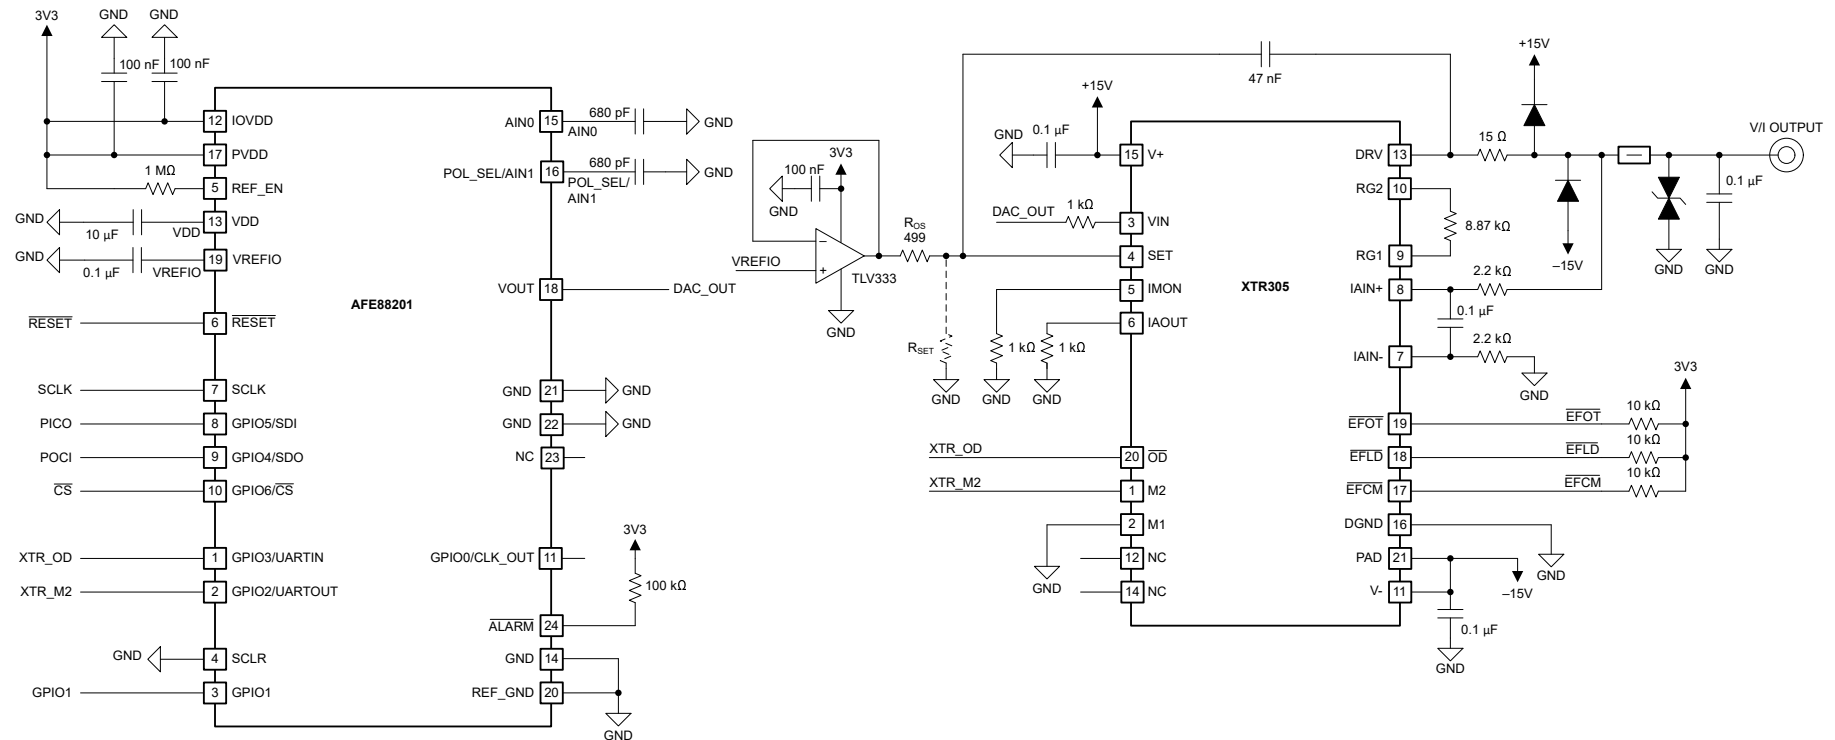 3V3
GND
GND
100 nF
100 nF
12
IOVDD
17
PVDD
1 MΩ
5
REF_EN
GND
10 µF
VDD
13
VDD
GND
0.1 µF
VREFIO
19
VREFIO
RESET
6
RESET
SCLK
7
SCLK
PICO
8
GPIO5/SDI
POCI
9
GPIO4/SDO
CS
10
GPIO6/CS
XTR_OD
1
GPIO3/UARTIN
XTR_M2
2
GPIO2/UARTOUT
GND
4
SCLR
GPIO1
3
GPIO1
AFE88201
AIN0
15
680 pF
AIN0
GND
POL_SEL/AIN1
16
680 pF
POL_SEL/
AIN1
GND
VOUT
18
DAC_OUT
GND
21
GND
GND
22
GND
NC
23
GPIO0/CLK_OUT
11
3V3
100 kΩ
ALARM
24
GND
14
REF_GND
20
GND
3V3
100 nF
GND
VREFIO
−
+
TLV333
GND
ROS
499
RSET
GND
47 nF
+15V
GND
0.1 µF
15
V+
DAC_OUT
1 kΩ
3
VIN
4
SET
5
IMON
6
IAOUT
1 kΩ
1 kΩ
GND
GND
XTR_OD
20
OD
XTR_M2
1
M2
2
M1
GND
12
NC
14
NC
XTR305
DRV
13
15 Ω
+15V
–15V
V/I OUTPUT
0.1 µF
GND
GND
RG2
10
8.87 kΩ
RG1
9
IAIN+
8
2.2 kΩ
0.1 µF
IAIN-
7
2.2 kΩ
GND
3V3
EFOT
19
EFOT
10 kΩ
EFLD
18
EFLD
10 kΩ
EFCM
17
EFCM
10 kΩ
DGND
16
GND
PAD
21
–15V
V-
11
0.1 µF
GND